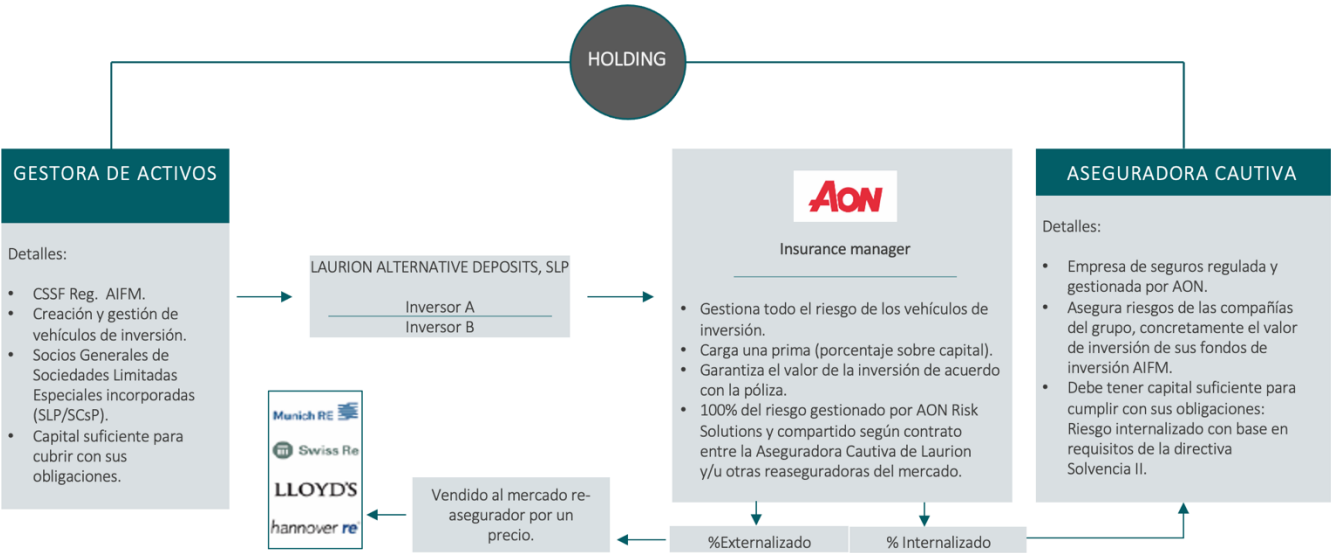 HOLDING
GESTORA DE ACTIVOS
Detalles:
• CSSF Reg. AIFM.
• Creación y gestión de
vehículos de inversión.
• Socios Generales de
Sociedades Limitadas
Especiales incorporadas
(SLP/SCsP).
• Capital suficiente para
cubrir con sus
obligaciones.
LAURION ALTERNATIVE DEPOSITS, SLP
Inversor A
Inversor B
AON
Insurance manager
• Gestiona todo el riesgo de los vehículos de
inversión.
• Carga una prima (porcentaje sobre capital).
• Garantiza el valor de la inversión de acuerdo
con la póliza.
• 100% del riesgo gestionado por AON Risk
Solutions y compartido según contrato
entre la Aseguradora Cautiva de Laurion
y/u otras reaseguradoras del mercado.
ASEGURADORA CAUTIVA
Detalles:
• Empresa de seguros regulada y
gestionada por AON.
• Asegura riesgos de las compañías
del grupo, concretamente el valor
de inversión de sus fondos de
inversión AIFM.
• Debe tener capital suficiente para
cumplir con sus obligaciones:
Riesgo internalizado con base en
requisitos de la directiva
Solvencia II.
Munich RE
Swiss Re
LLOYD'S
hannover re
Vendido al mercado re-
asegurador por un
precio.
%Externalizado
% Internalizado